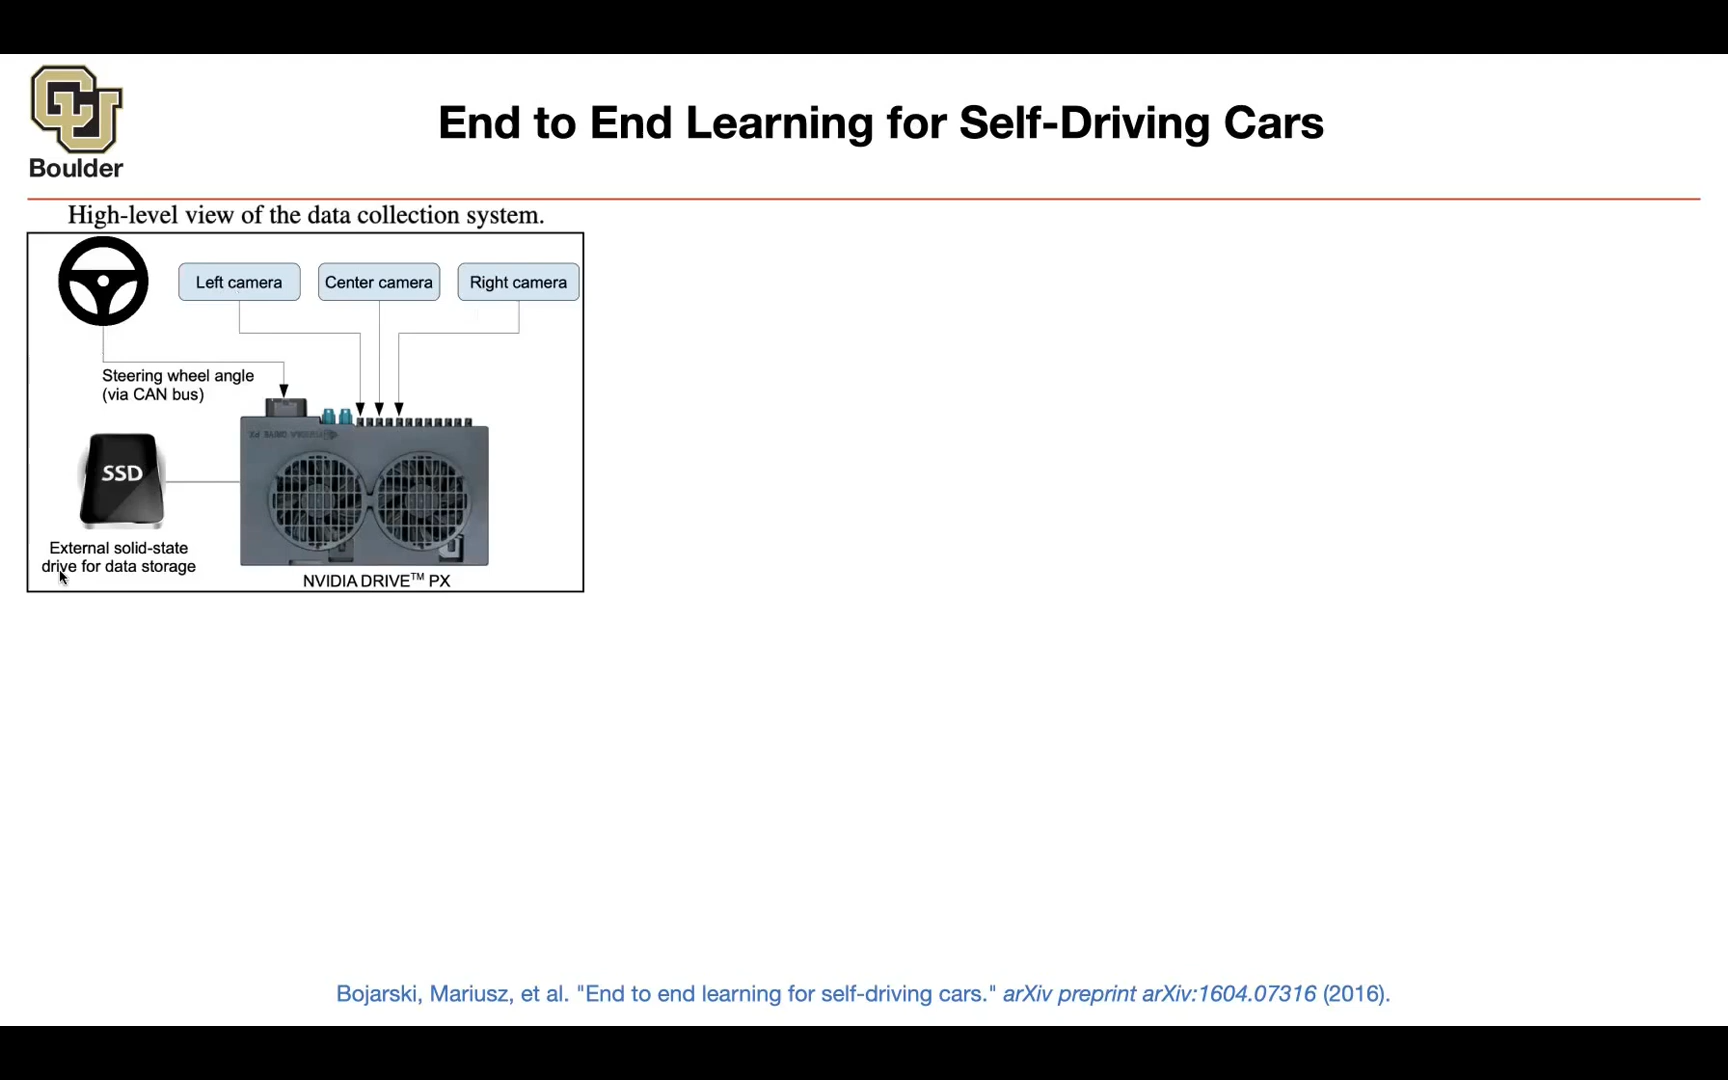 CU
Boulder
End to End Learning for Self-Driving Cars
High-level view of the data collection system.
Left camera
Center camera
Right camera
Steering wheel angle
(via CAN bus)
SSD
External solid-state
drive for data storage
NVIDIA DRIVE™ PX
Bojarski, Mariusz, et al. "End to end learning for self-driving cars." arXiv preprint arXiv:1604.07316 (2016).